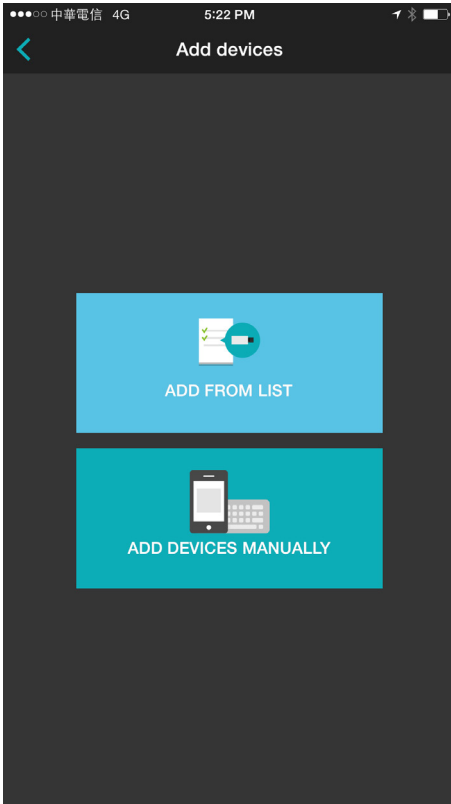 中華電信 4G 5:22 PM
Add devices
ADD FROM LIST
ADD DEVICES MANUALLY